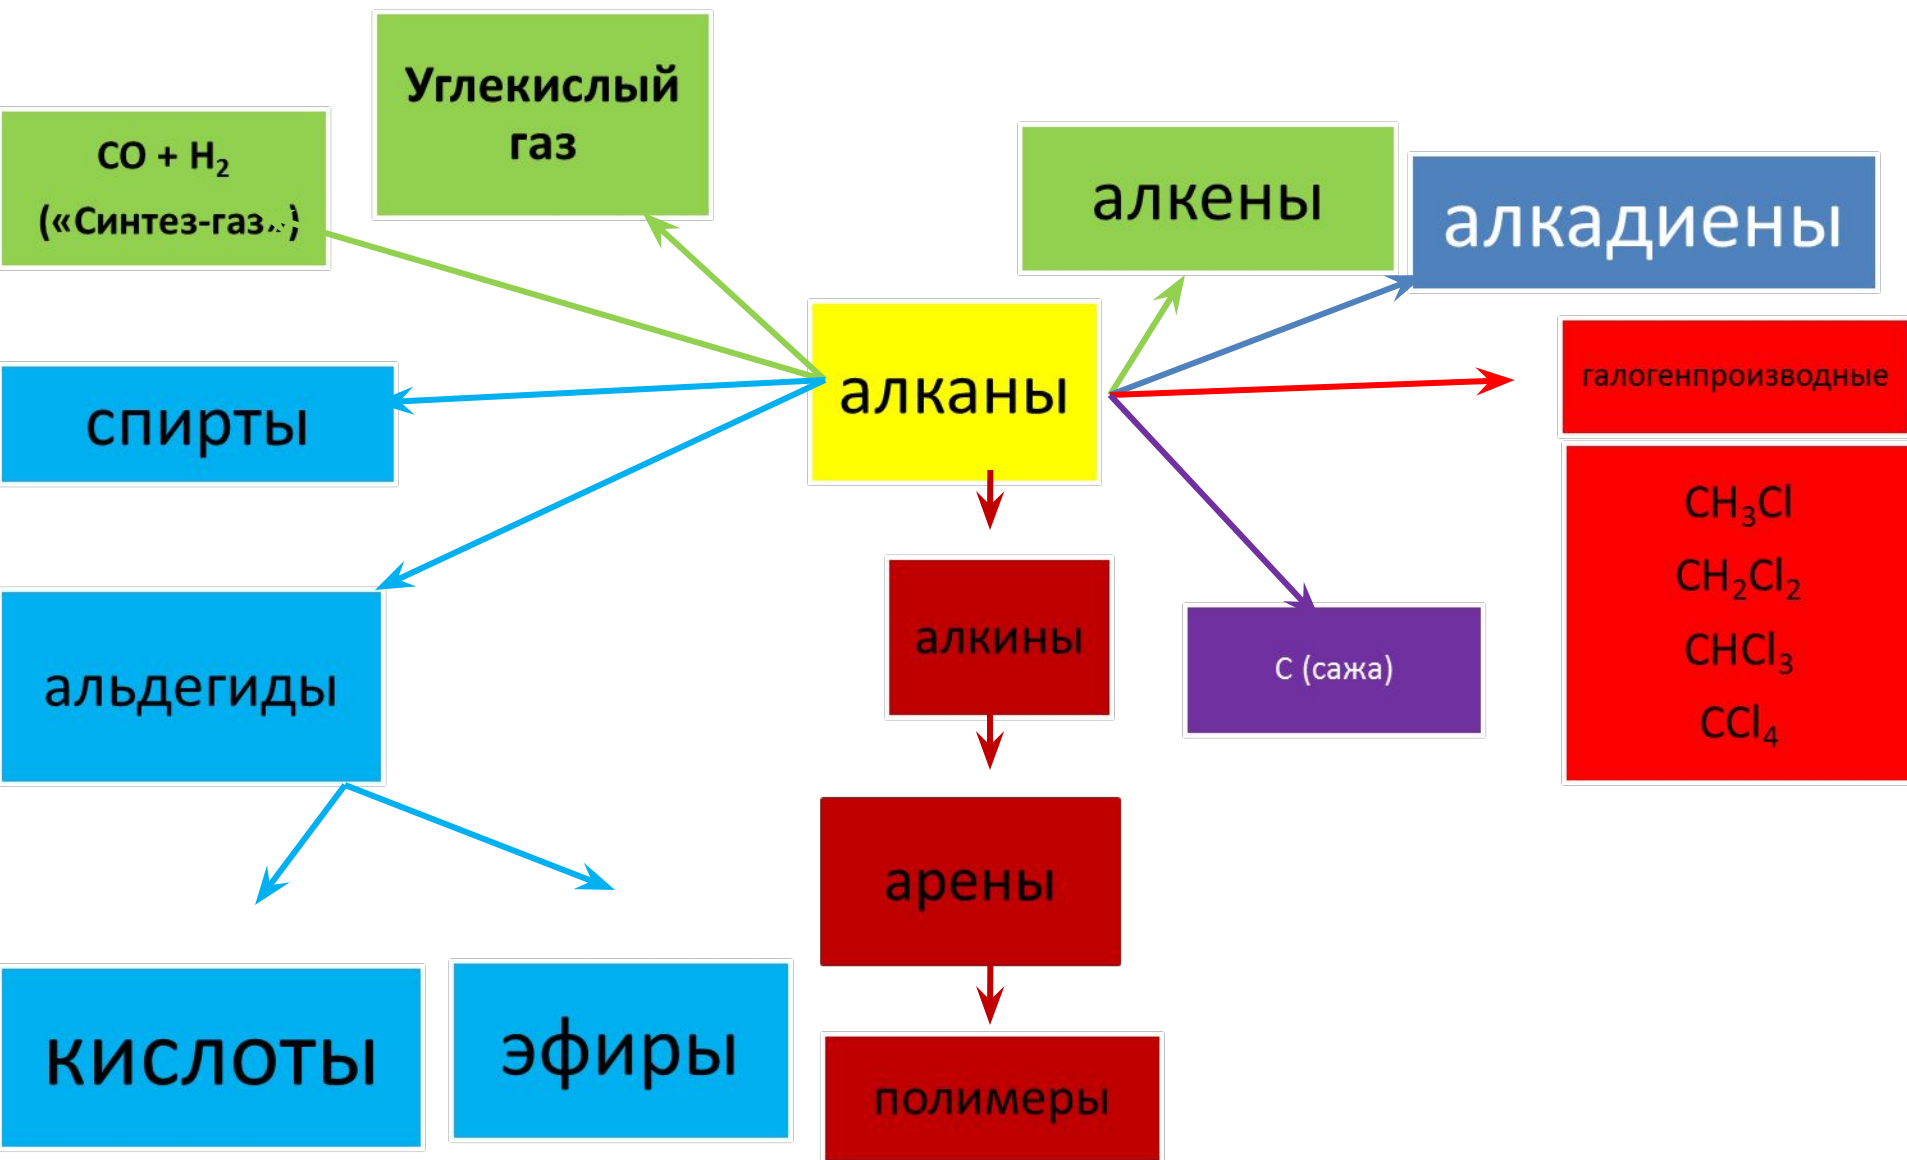 Углекислый
газ
CO + H₂
(«Синтез-газ»)
алкены
алкадиены
алканы
галогенпроизводные
спирты
CH₃Cl
CH₂Cl₂
CHCl₃
CCl₄
алкины
С (сажа)
альдегиды
арены
кислоты
эфиры
полимеры